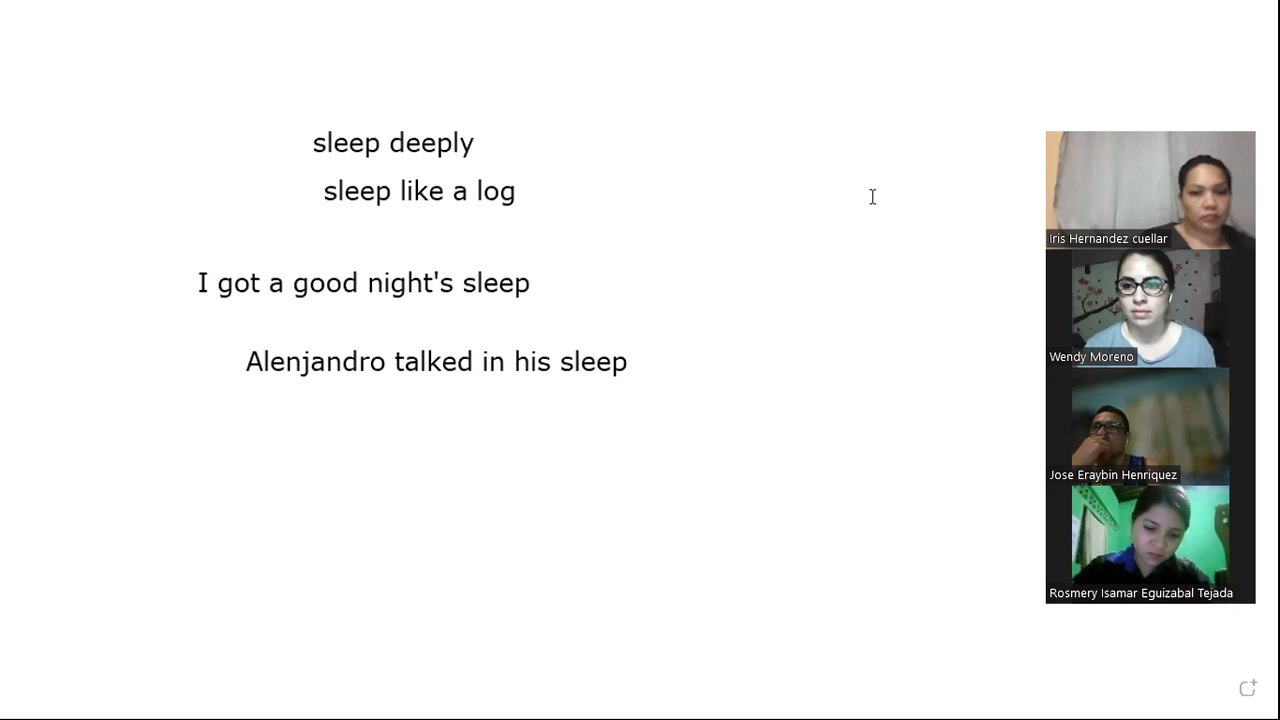 sleep deeply
sleep like a log
I got a good night's sleep
Alenjandro talked in his sleep
Iris Hernandez cuellar
Wendy Moreno
Jose Eraybin Henriquez
Rosmery Isamar Eguizabal Tejada